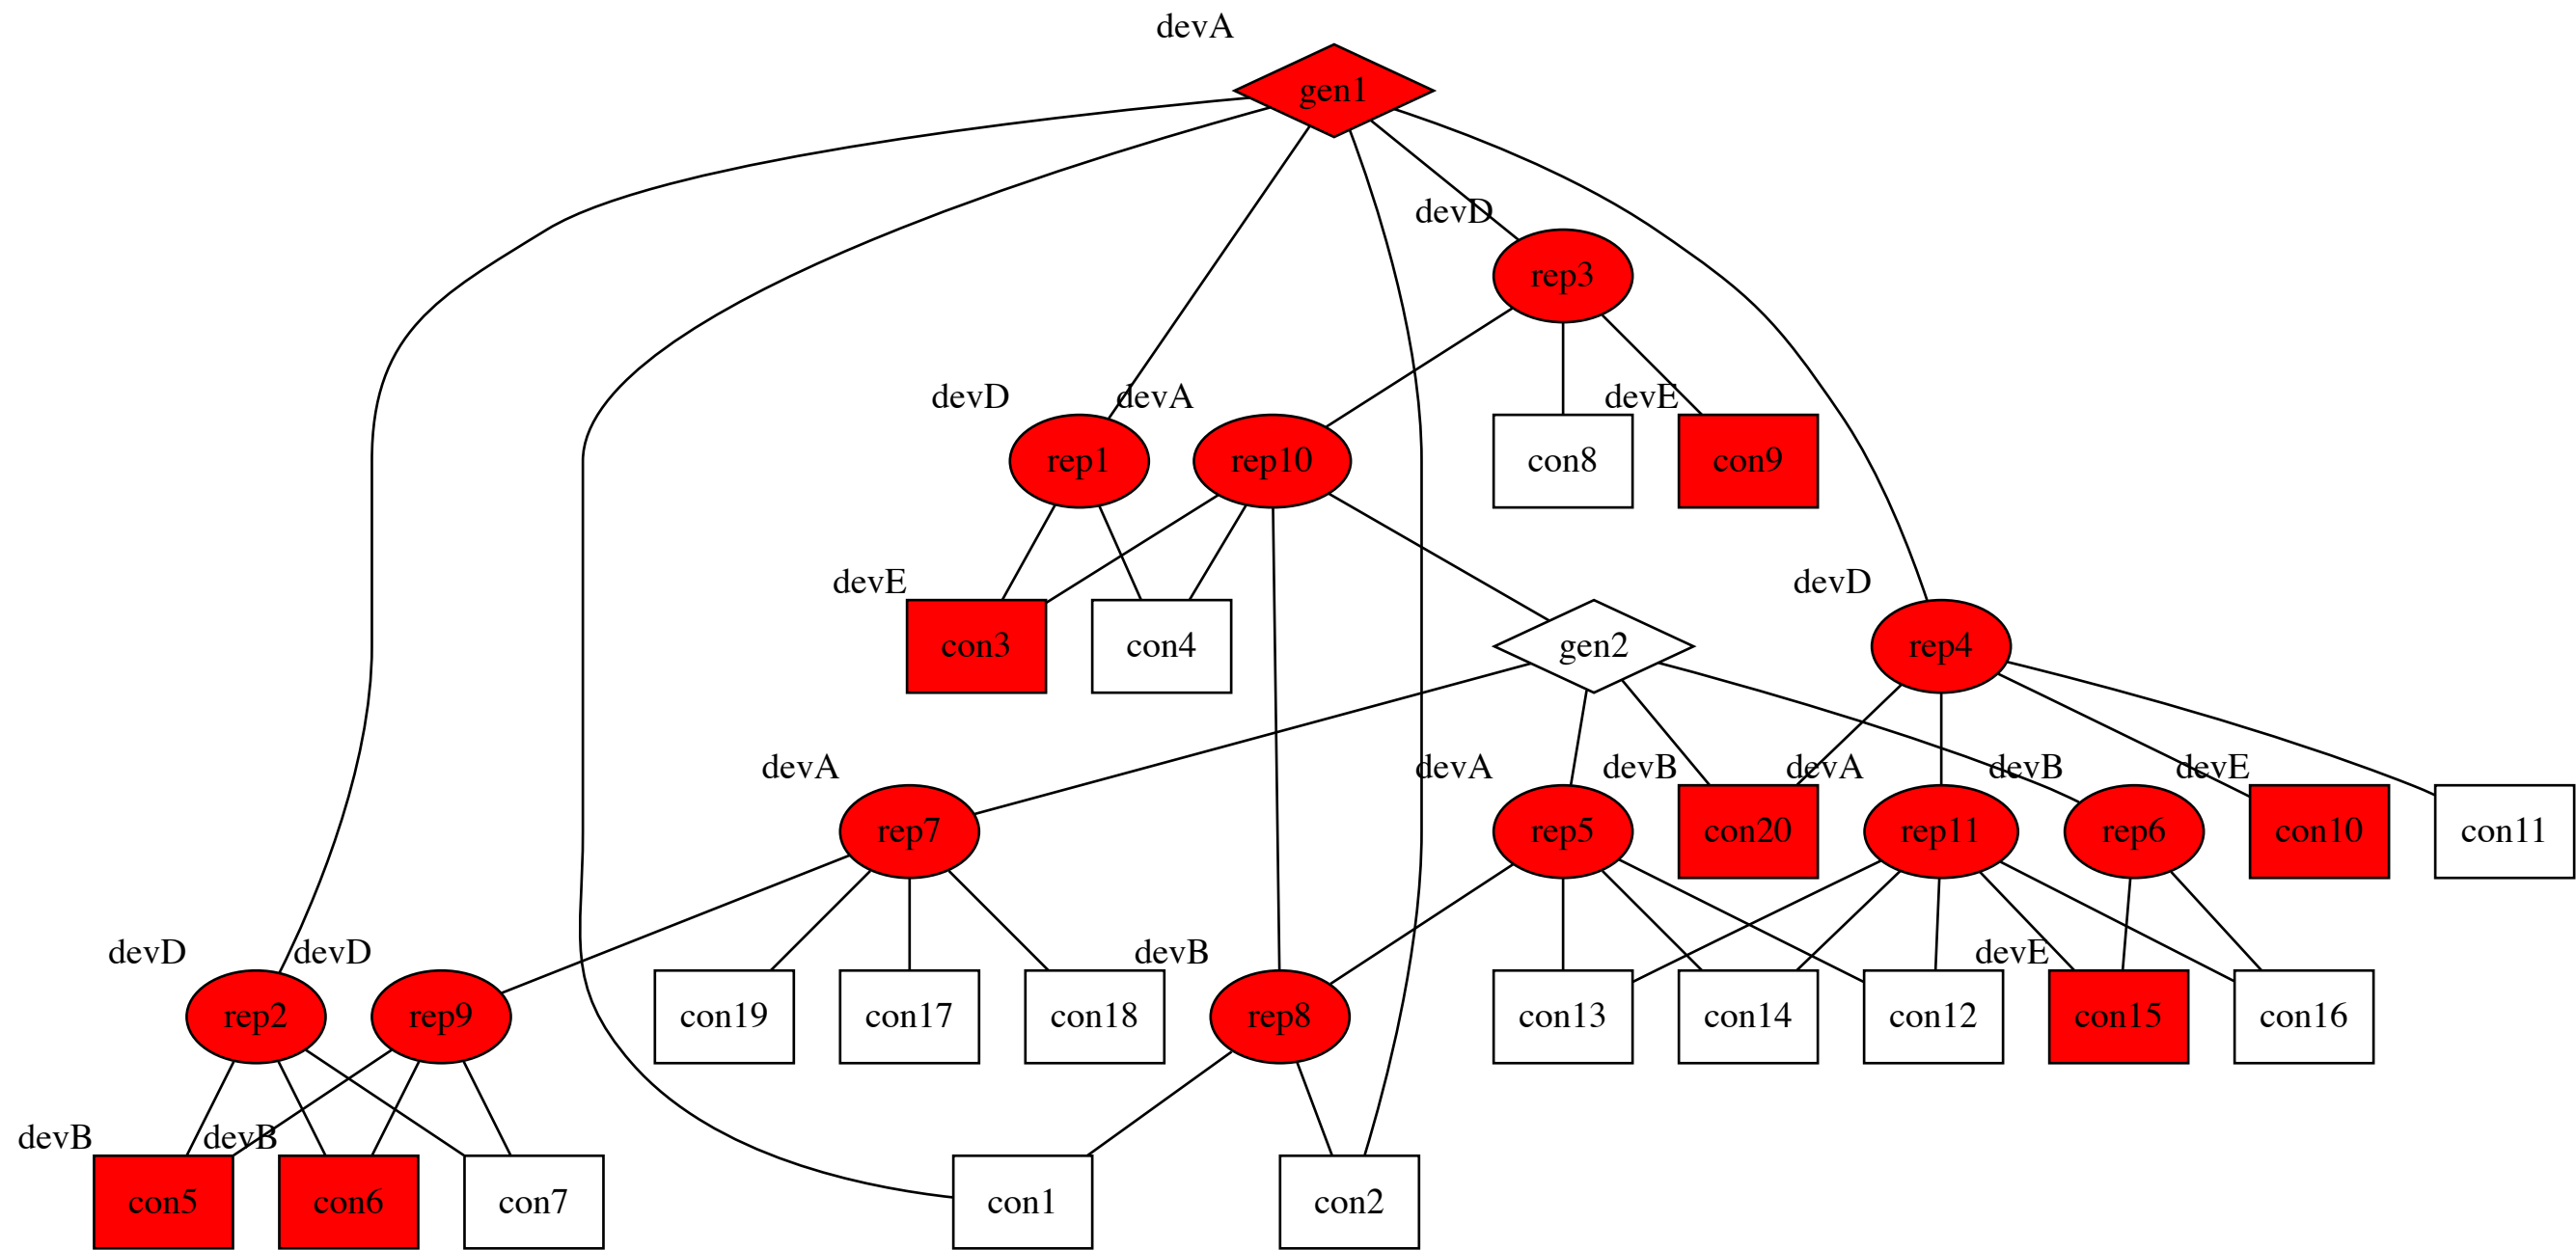 devA
gen1
devD
rep3
devD
devA
devE
rep1
rep10
con8
con9
devE
devD
con3
con4
gen2
rep4
devA
devA
devB
devA
devB
devE
rep7
rep5
con20
rep11
rep6
con10
con11
devD
devD
devB
devE
rep2
rep9
con19
con17
con18
rep8
con13
con14
con12
con15
con16
devB
devB
con5
con6
con7
con1
con2